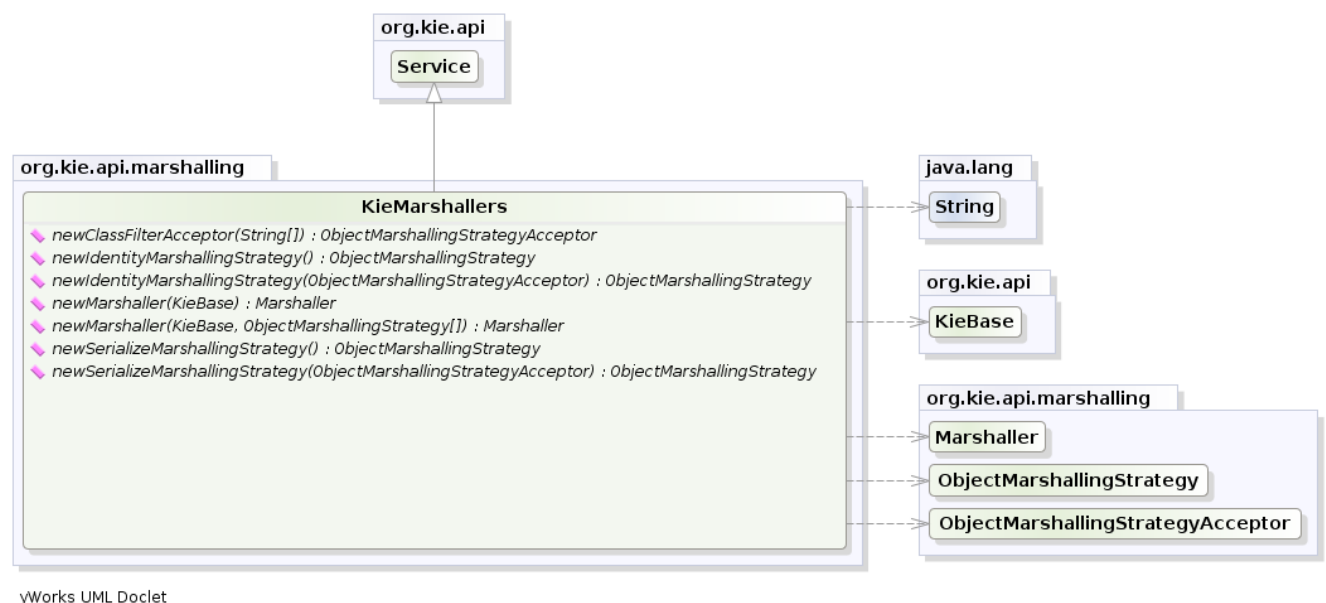 org.kie.api
Service
org.kie.api.marshalling
KieMarshallers
newClassFilterAcceptor(String[]) : ObjectMarshallingStrategyAcceptor
newIdentityMarshallingStrategy() : ObjectMarshallingStrategy
newIdentityMarshallingStrategy(ObjectMarshallingStrategyAcceptor) : ObjectMarshallingStrategy
newMarshaller(KieBase) : Marshaller
newMarshaller(KieBase, ObjectMarshallingStrategy[]) : Marshaller
newSerializeMarshallingStrategy() : ObjectMarshallingStrategy
newSerializeMarshallingStrategy(ObjectMarshallingStrategyAcceptor) : ObjectMarshallingStrategy
java.lang
String
org.kie.api
KieBase
org.kie.api.marshalling
Marshaller
ObjectMarshallingStrategy
ObjectMarshallingStrategyAcceptor
vWorks UML Doclet